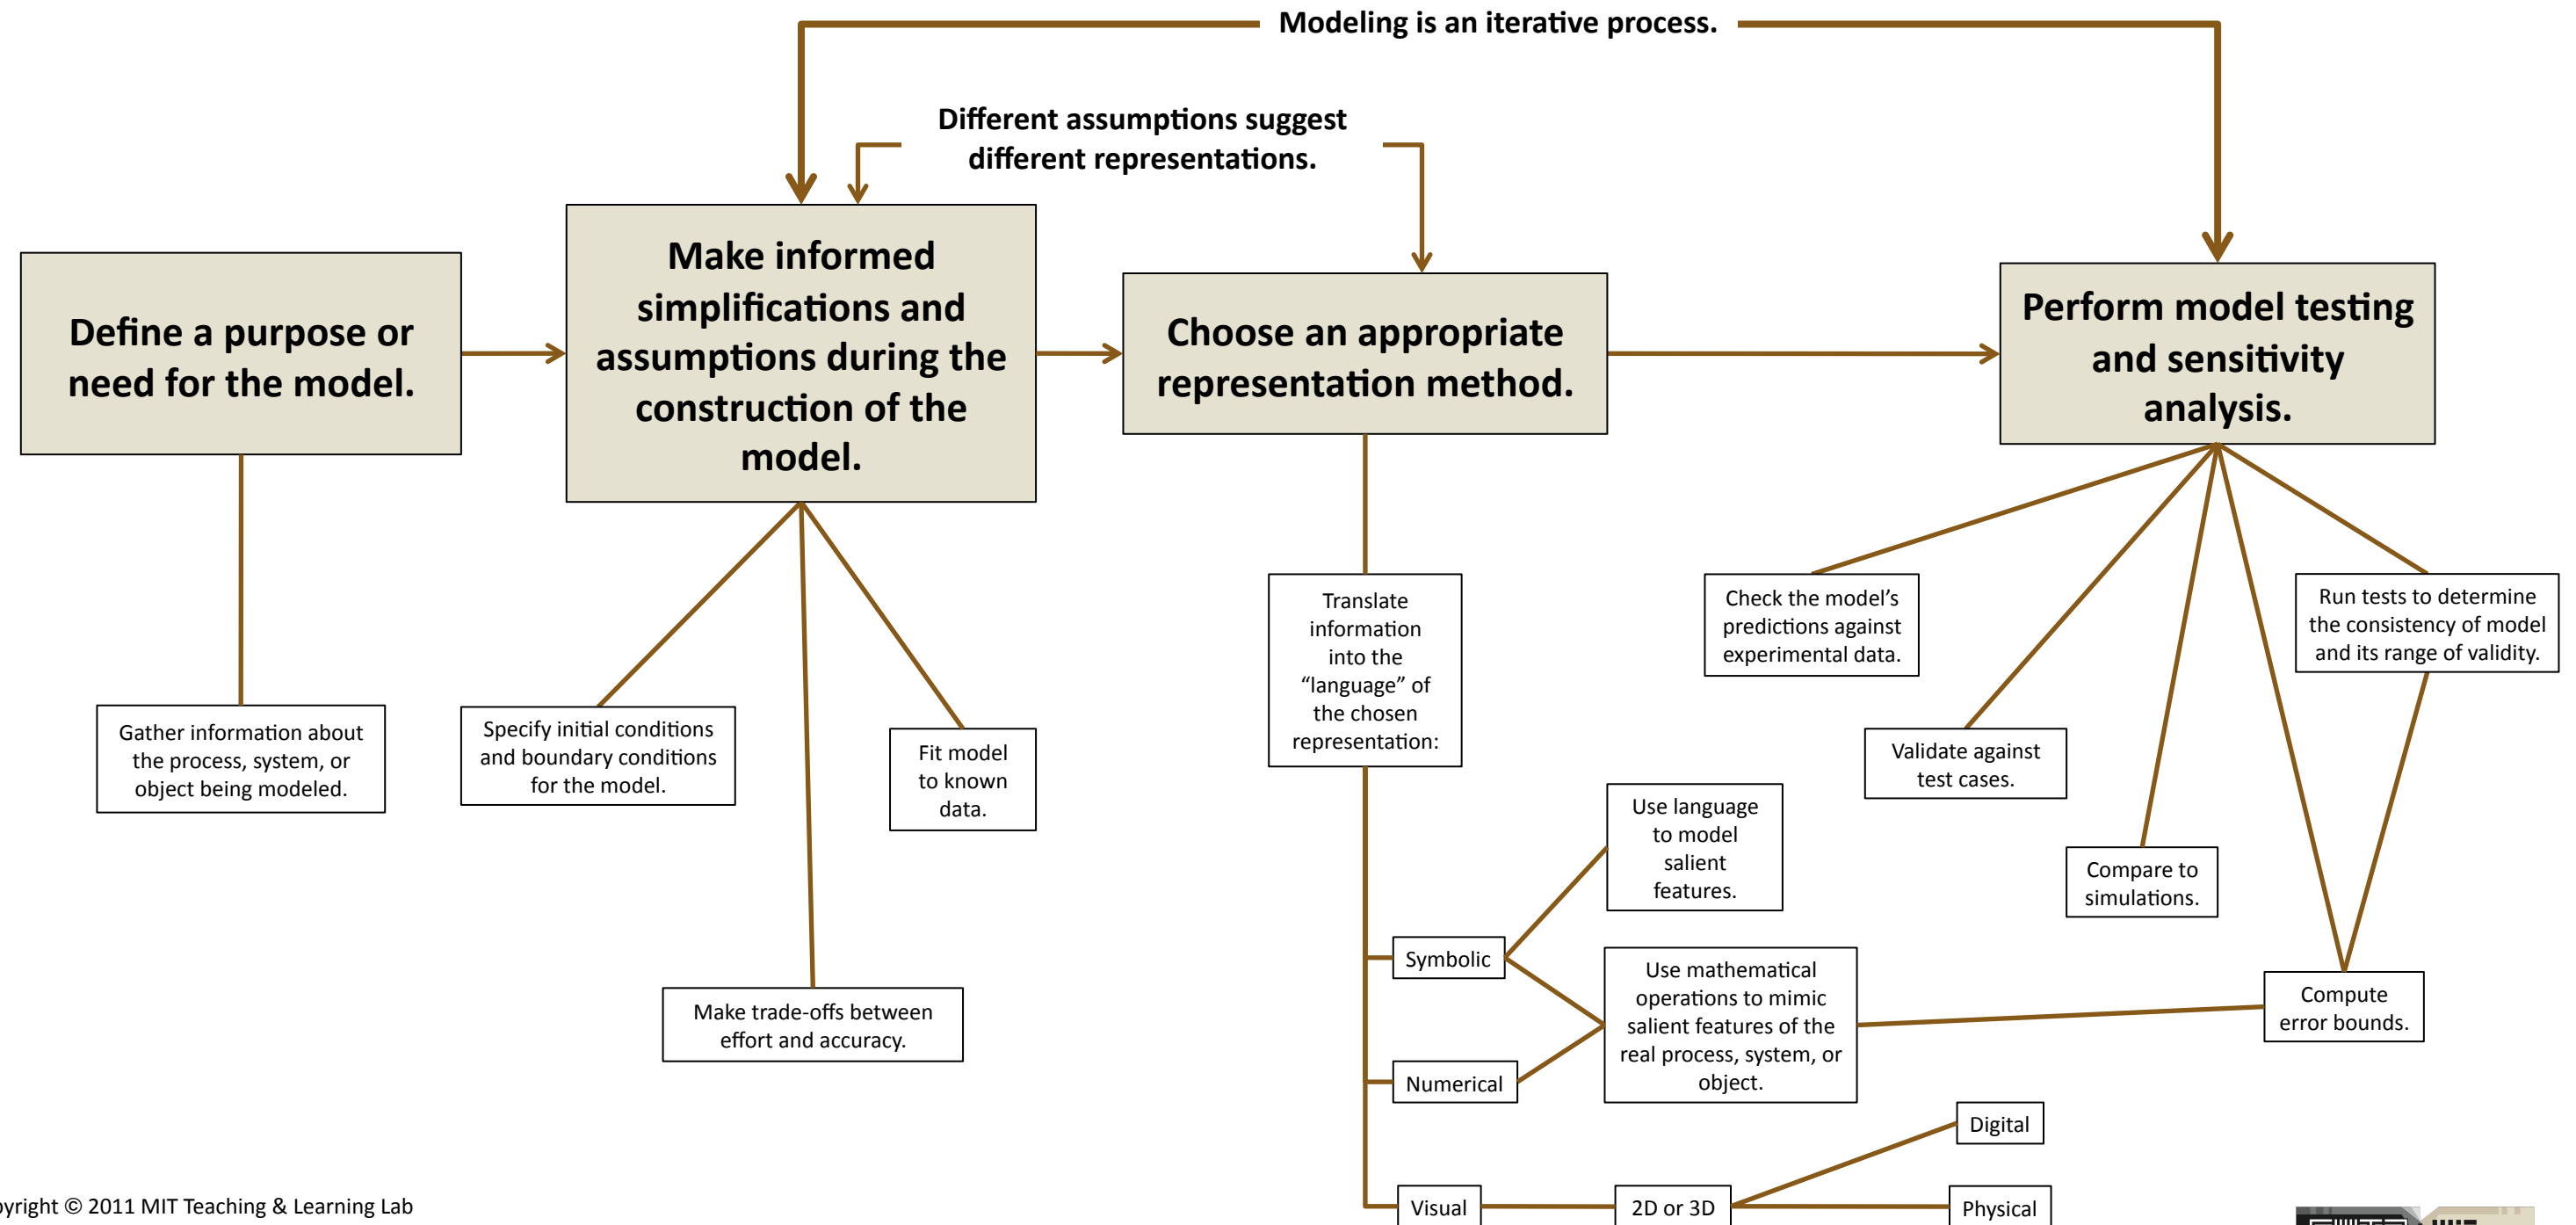 Modeling is an iterative process.
Different assumptions suggest
different representations.
Define a purpose or
need for the model.
Make informed
simplifications and
assumptions during the
construction of the
model.
Choose an appropriate
representation method.
Perform model testing
and sensitivity
analysis.
Gather information about
the process, system, or
object being modeled.
Specify initial conditions
and boundary conditions
for the model.
Fit model
to known
data.
Make trade-offs between
effort and accuracy.
Translate
information
into the
“language” of
the chosen
representation:
Check the model’s
predictions against
experimental data.
Run tests to determine
the consistency of model
and its range of validity.
Validate against
test cases.
Compare to
simulations.
Use language
to model
salient
features.
Symbolic
Use mathematical
operations to mimic
salient features of the
real process, system, or
object.
Compute
error bounds.
Numerical
Digital
Visual
2D or 3D
Physical
pyright © 2011 MIT Teaching & Learning Lab